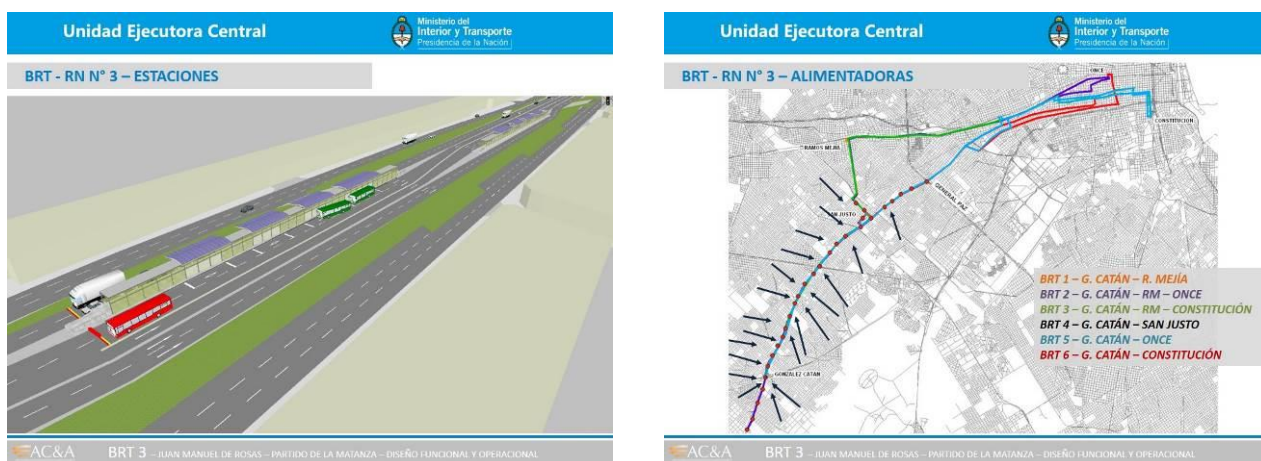 Unidad Ejecutora Central
Ministerio del
Interior y Transporte
Presidencia de la Nación
BRT - RN N° 3 – ESTACIONES
AC&A
BRT 3 – JUAN MANUEL DE ROSAS – PARTIDO DE LA MATANZA – DISEÑO FUNCIONAL Y OPERACIONAL
Unidad Ejecutora Central
Ministerio del
Interior y Transporte
Presidencia de la Nación
BRT - RN N° 3 – ALIMENTADORAS
ONCE
CONSTITUCION
RAMOS MEJIA
GENERAL PAZ
SAN JUSTO
GONZALEZ CATAN
BRT 1 – G. CATÁN – R. MEJÍA
BRT 2 – G. CATÁN – RM – ONCE
BRT 3 – G. CATÁN – RM – CONSTITUCIÓN
BRT 4 – G. CATÁN – SAN JUSTO
BRT 5 – G. CATÁN – ONCE
BRT 6 – G. CATÁN – CONSTITUCIÓN
AC&A
BRT 3 – JUAN MANUEL DE ROSAS – PARTIDO DE LA MATANZA – DISEÑO FUNCIONAL Y OPERACIONAL